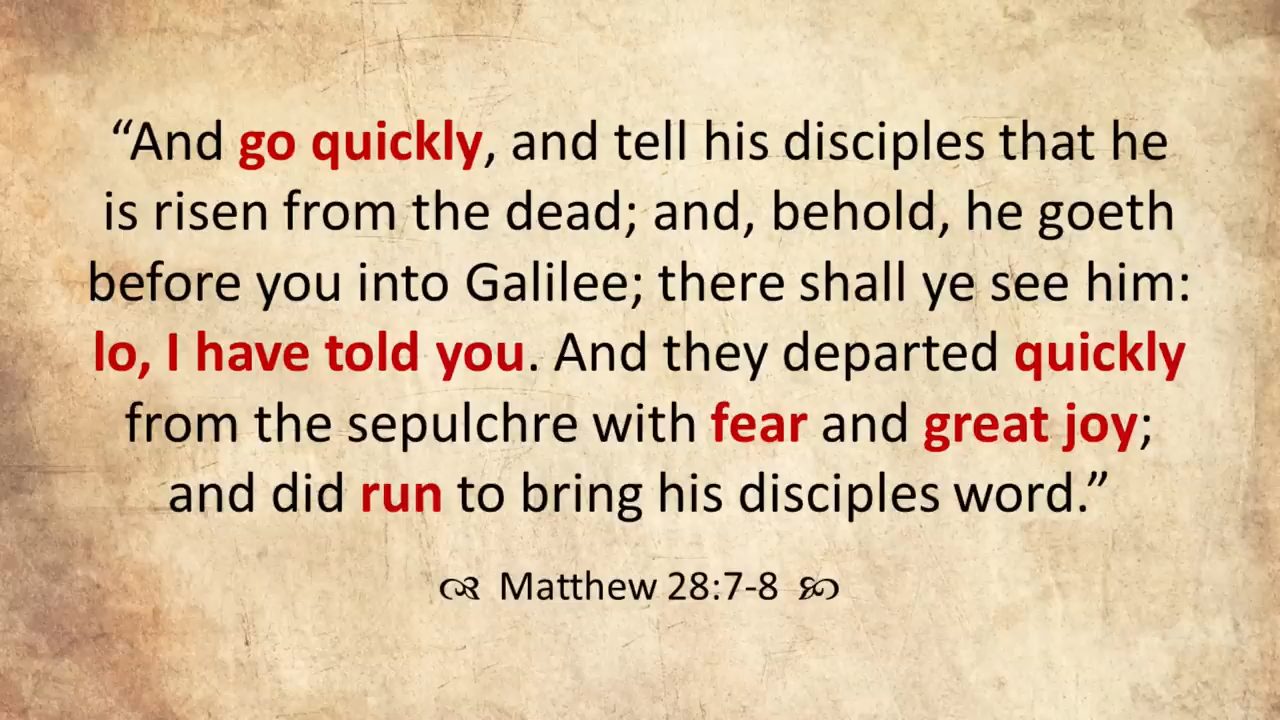 “And go quickly, and tell his disciples that he
is risen from the dead; and, behold, he goeth
before you into Galilee; there shall ye see him:
lo, I have told you. And they departed quickly
from the sepulchre with fear and great joy;
and did run to bring his disciples word.”
Matthew 28:7-8